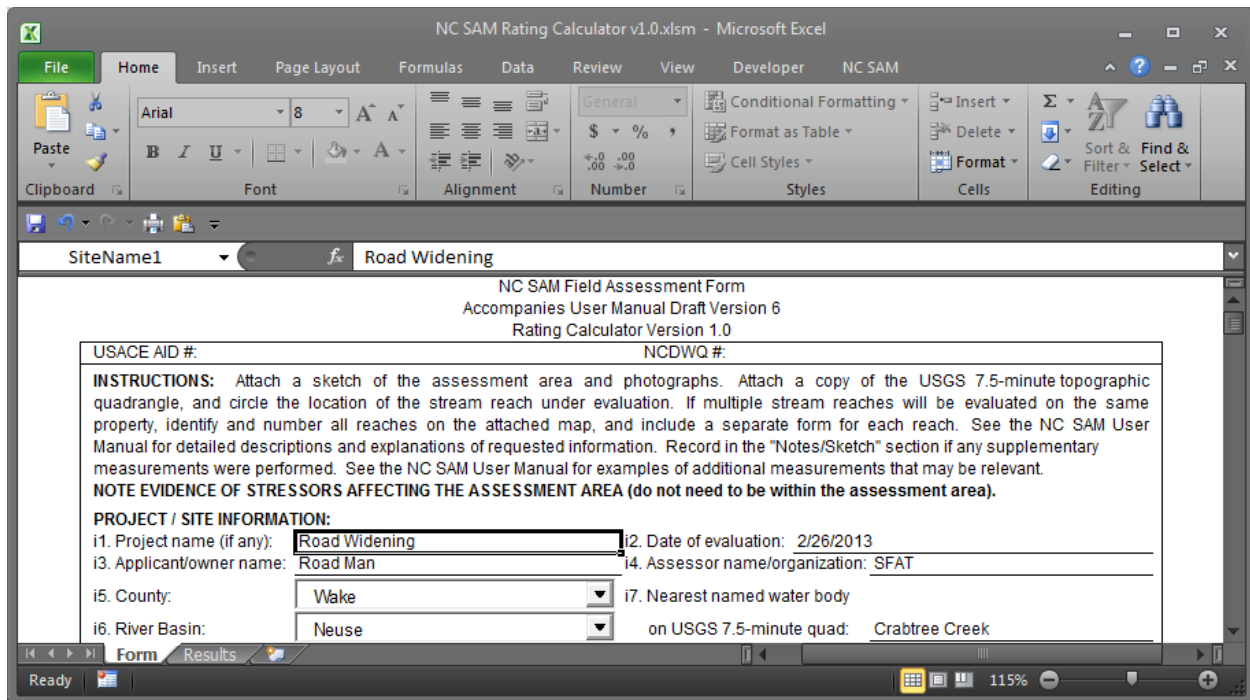 NC SAM Rating Calculator v1.0.xlsm - Microsoft Excel
File Home Insert Page Layout Formulas Data Review View Developer NC SAM
Arial 8 A A General Conditional Formatting Insert Σ
Paste B I U A $ % , Format as Table Delete Sort & Filter Find & Select
.0 .00 .00 .0 Cell Styles Format
Clipboard Font Alignment Number Styles Cells Editing
SiteName1 fx Road Widening
NC SAM Field Assessment Form
Accompanies User Manual Draft Version 6
Rating Calculator Version 1.0
USACE AID #: NCDWQ #:
INSTRUCTIONS: Attach a sketch of the assessment area and photographs. Attach a copy of the USGS 7.5-minute topographic
quadrangle, and circle the location of the stream reach under evaluation. If multiple stream reaches will be evaluated on the same
property, identify and number all reaches on the attached map, and include a separate form for each reach. See the NC SAM User
Manual for detailed descriptions and explanations of requested information. Record in the "Notes/Sketch" section if any supplementary
measurements were performed. See the NC SAM User Manual for examples of additional measurements that may be relevant.
NOTE EVIDENCE OF STRESSORS AFFECTING THE ASSESSMENT AREA (do not need to be within the assessment area).
PROJECT / SITE INFORMATION:
i1. Project name (if any): Road Widening i2. Date of evaluation: 2/26/2013
i3. Applicant/owner name: Road Man i4. Assessor name/organization: SFAT
i5. County: Wake i7. Nearest named water body
i6. River Basin: Neuse on USGS 7.5-minute quad: Crabtree Creek
Form Results
Ready 115%